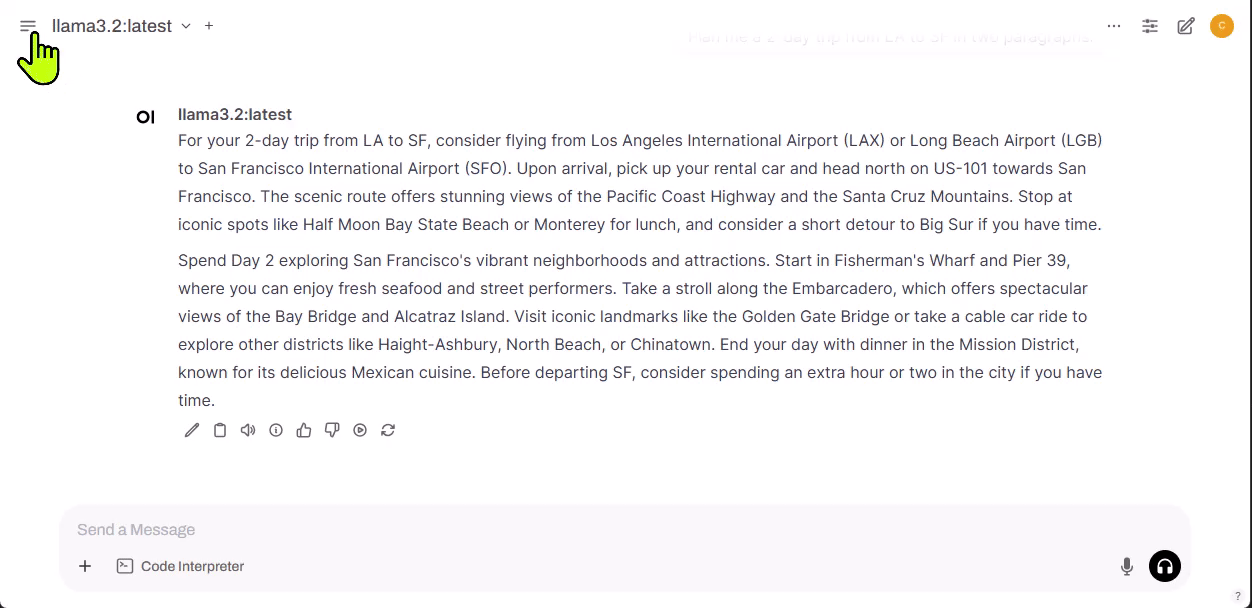 llama3.2:latest
C
Plan me a 2-day trip from LA to SF in two paragraphs.
OI
llama3.2:latest
For your 2-day trip from LA to SF, consider flying from Los Angeles International Airport (LAX) or Long Beach Airport (LGB)
to San Francisco International Airport (SFO). Upon arrival, pick up your rental car and head north on US-101 towards San
Francisco. The scenic route offers stunning views of the Pacific Coast Highway and the Santa Cruz Mountains. Stop at
iconic spots like Half Moon Bay State Beach or Monterey for lunch, and consider a short detour to Big Sur if you have time.
Spend Day 2 exploring San Francisco's vibrant neighborhoods and attractions. Start in Fisherman's Wharf and Pier 39,
where you can enjoy fresh seafood and street performers. Take a stroll along the Embarcadero, which offers spectacular
views of the Bay Bridge and Alcatraz Island. Visit iconic landmarks like the Golden Gate Bridge or take a cable car ride to
explore other districts like Haight-Ashbury, North Beach, or Chinatown. End your day with dinner in the Mission District,
known for its delicious Mexican cuisine. Before departing SF, consider spending an extra hour or two in the city if you have
time.
Send a Message
Code Interpreter
?